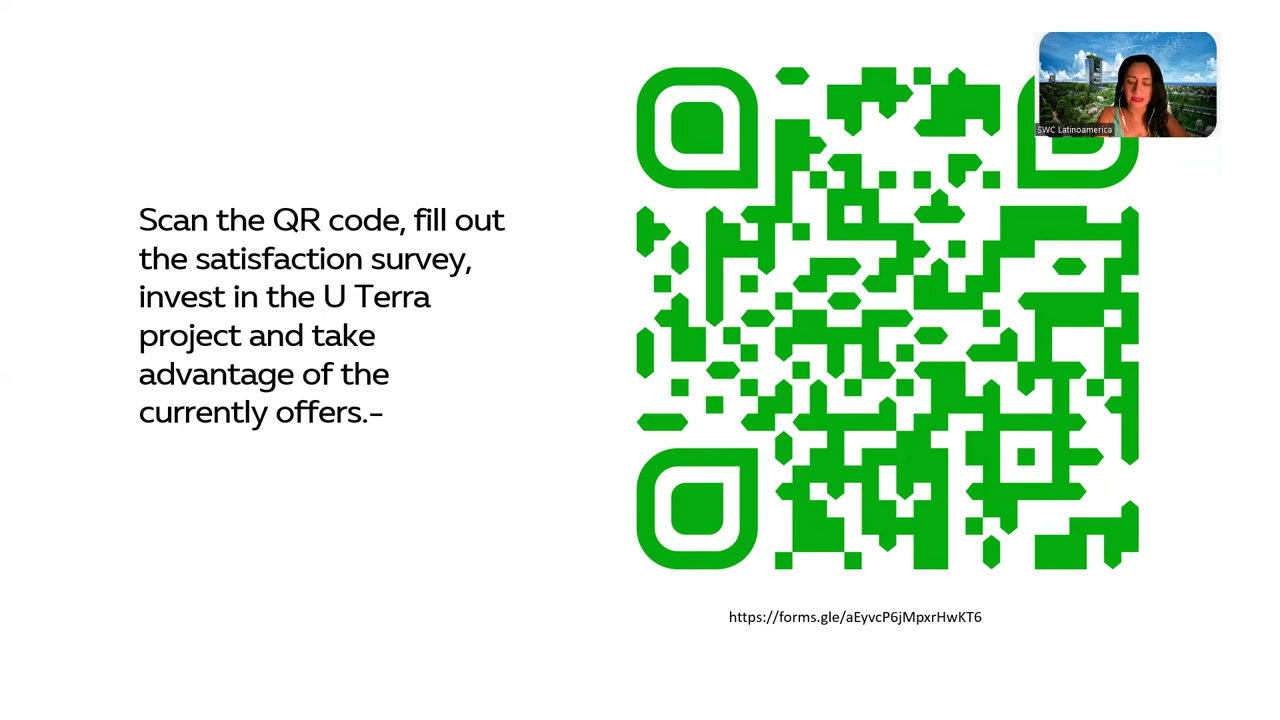 SWC Latinoamerica
Scan the QR code, fill out
the satisfaction survey,
invest in the U Terra
project and take
advantage of the
currently offers.-
https://forms.gle/aEyvcP6jMpxrHwKT6